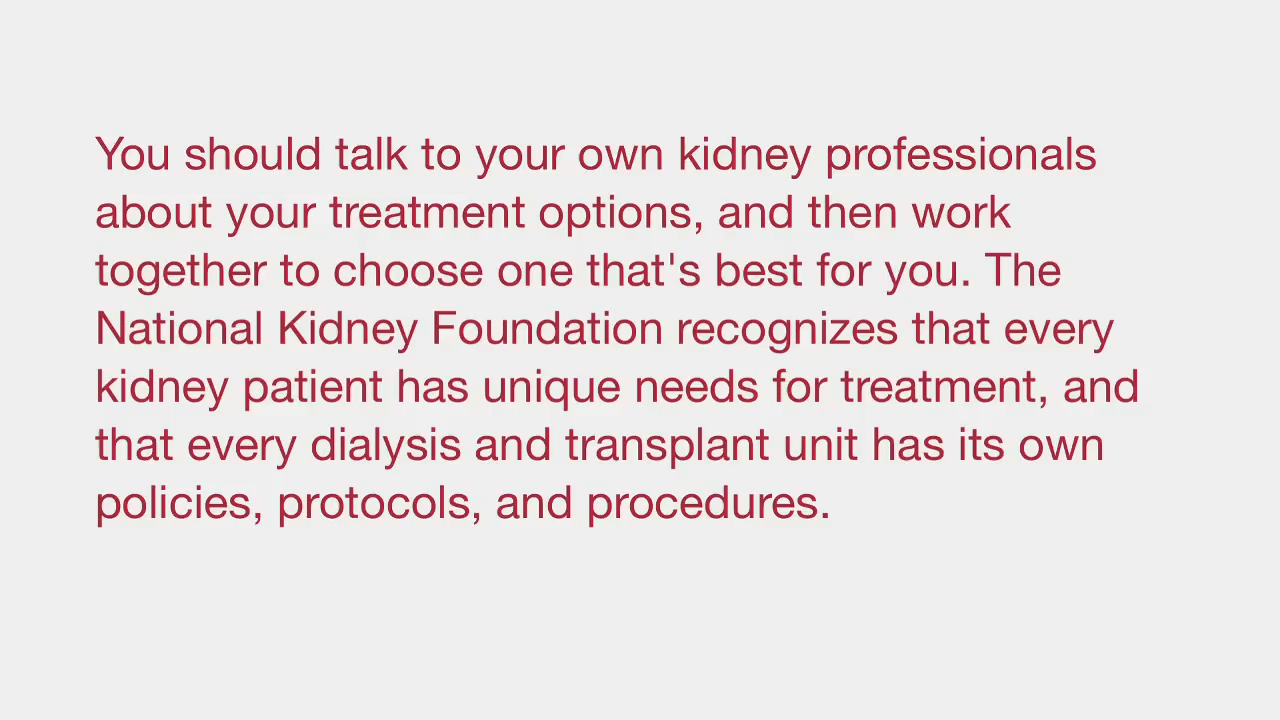 You should talk to your own kidney professionals
about your treatment options, and then work
together to choose one that's best for you. The
National Kidney Foundation recognizes that every
kidney patient has unique needs for treatment, and
that every dialysis and transplant unit has its own
policies, protocols, and procedures.